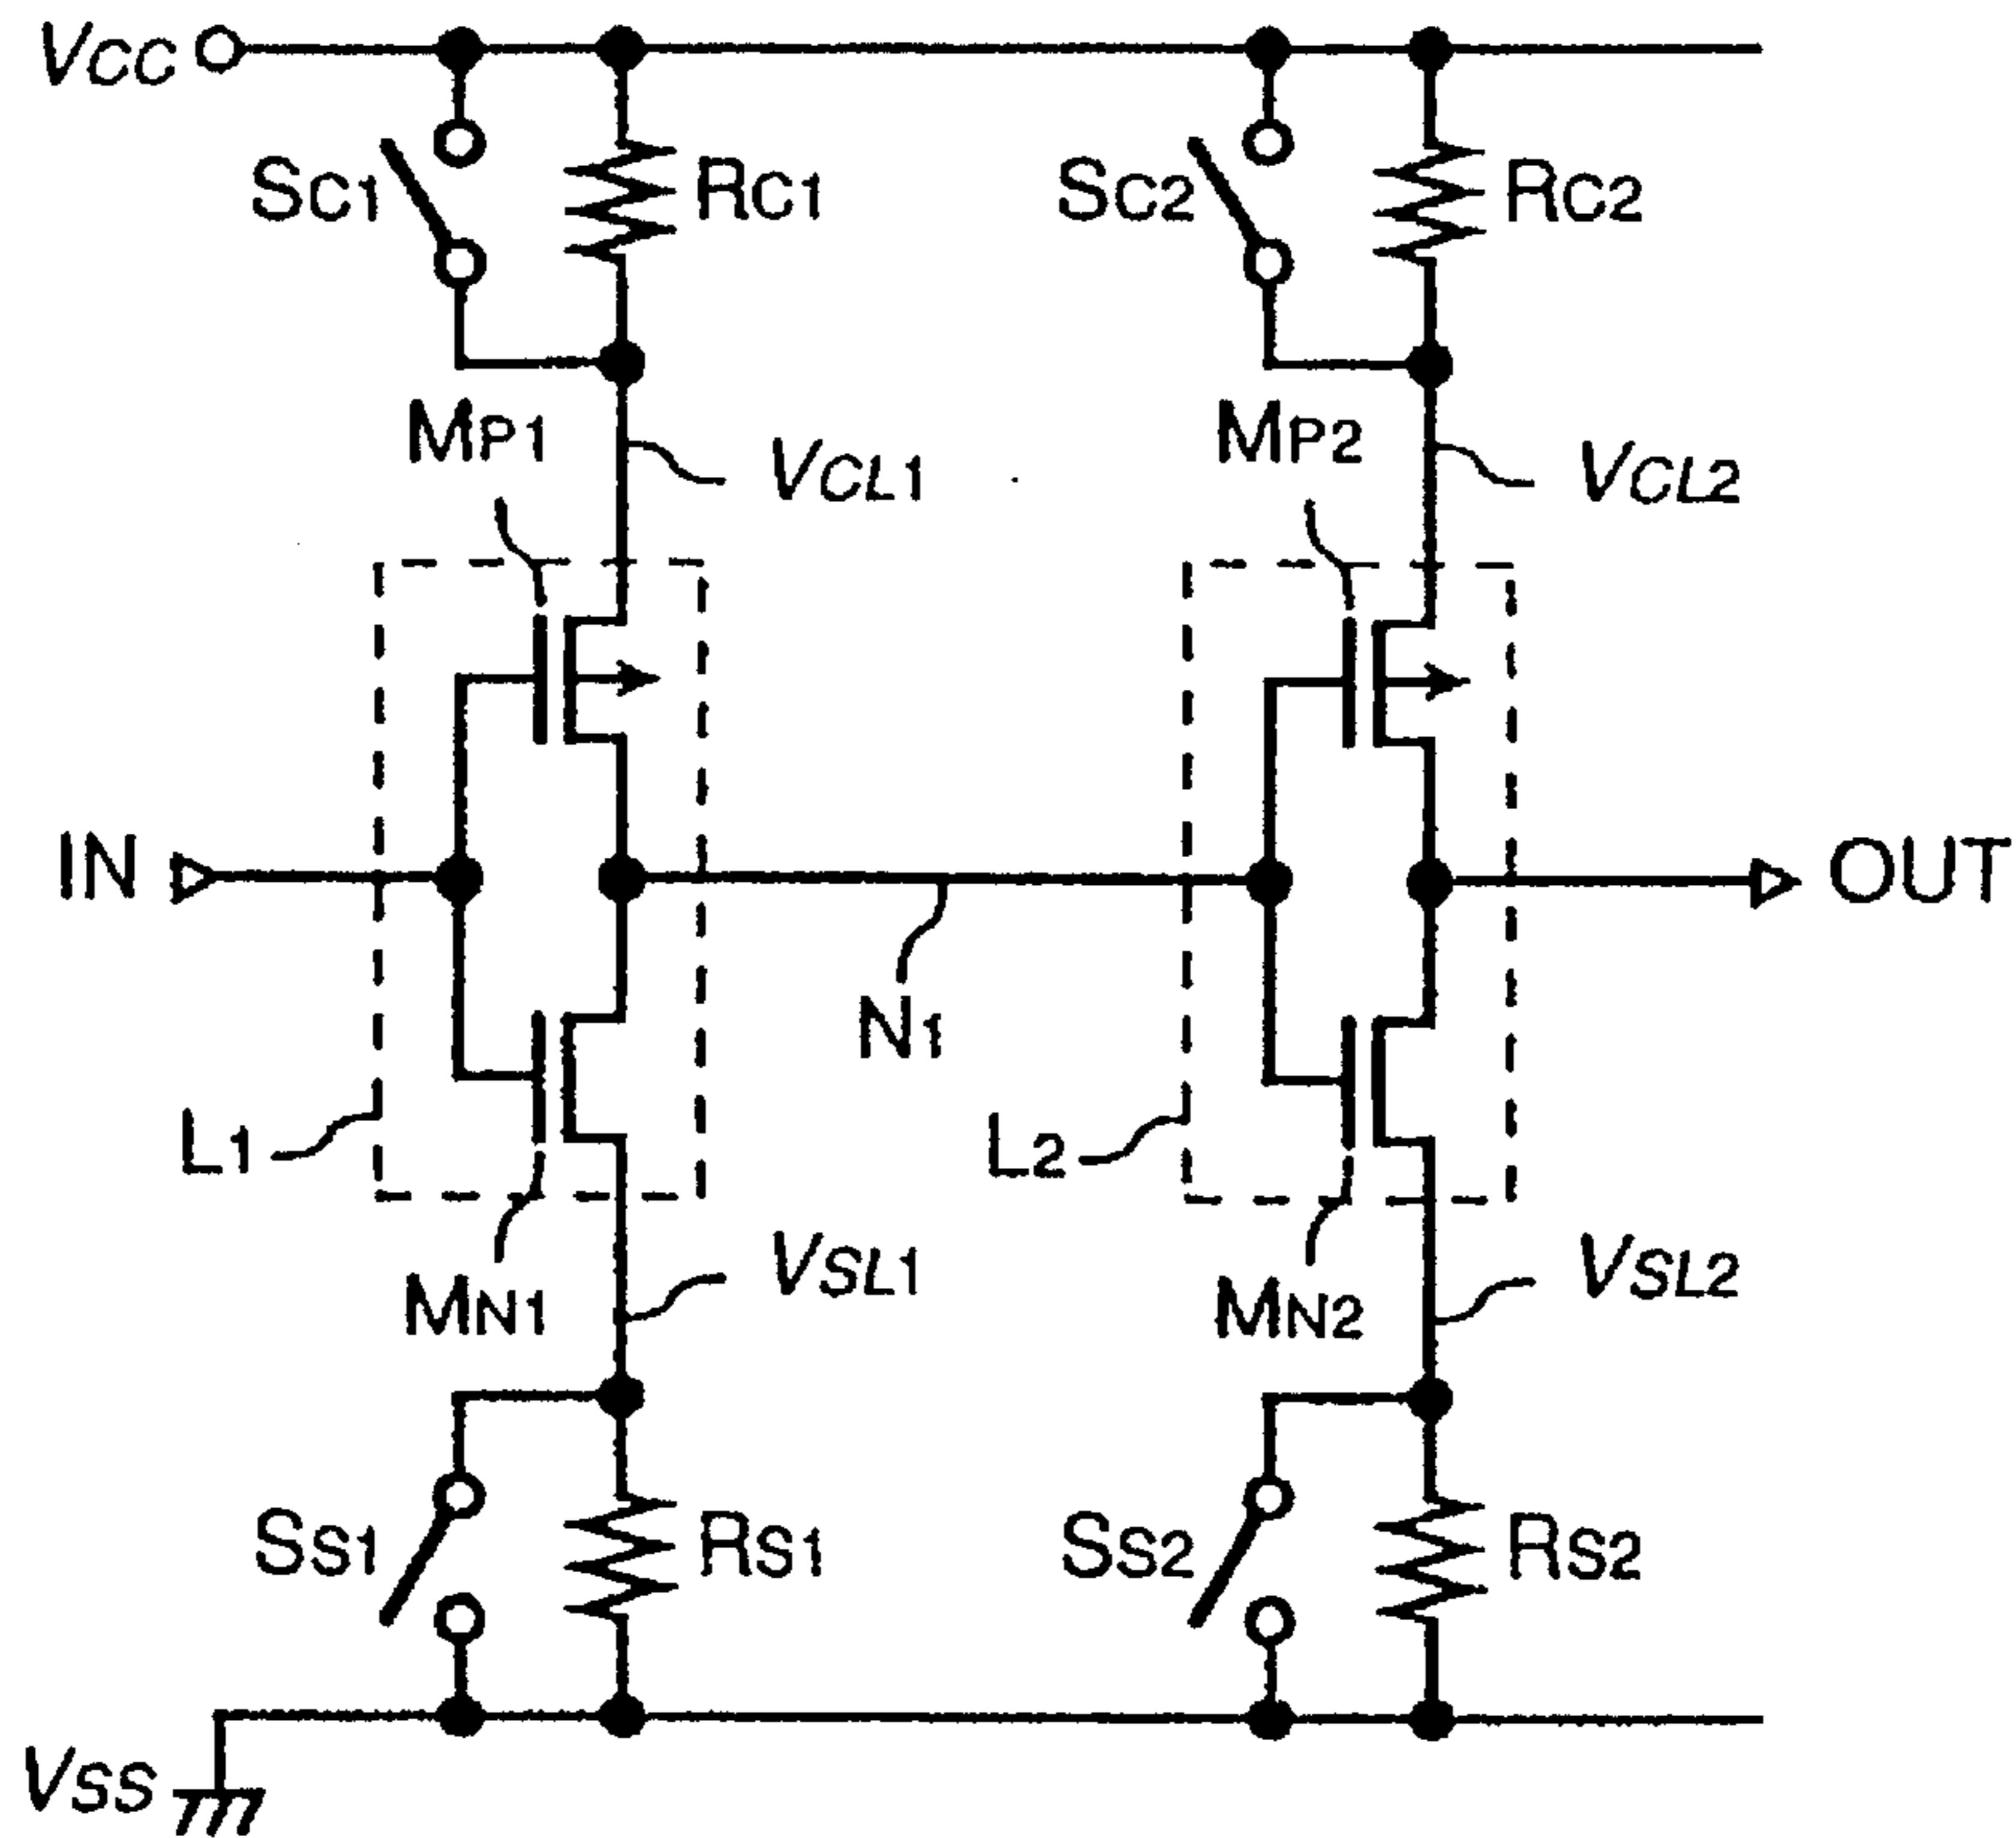 VCC
SC1
RC1
SC2
RC2
MP1
VCL1
MP2
VCL2
IN
OUT
N1
L1
L2
MN1
VSL1
MN2
VSL2
SS1
RS1
SS2
RS2
VSS